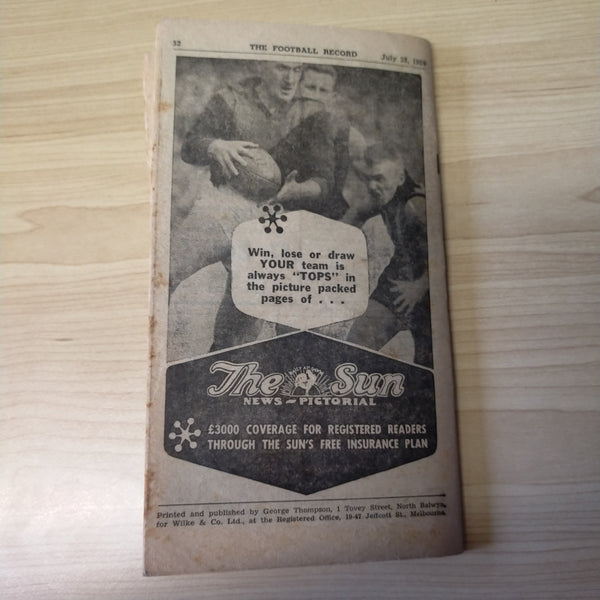 32
THE FOOTBALL RECORD
July 28, 1956
Win, lose or draw
YOUR team is
always "TOPS" in
the picture packed
pages of . . .
The Sun
NEWS-PICTORIAL
£3000 COVERAGE FOR REGISTERED READERS
THROUGH THE SUN'S FREE INSURANCE PLAN
Printed and published by George Thompson, 1 Tovey Street, North Balwyn,
for Wilke & Co. Ltd., at the Registered Office, 19-47 Jeffcott St., Melbourne.